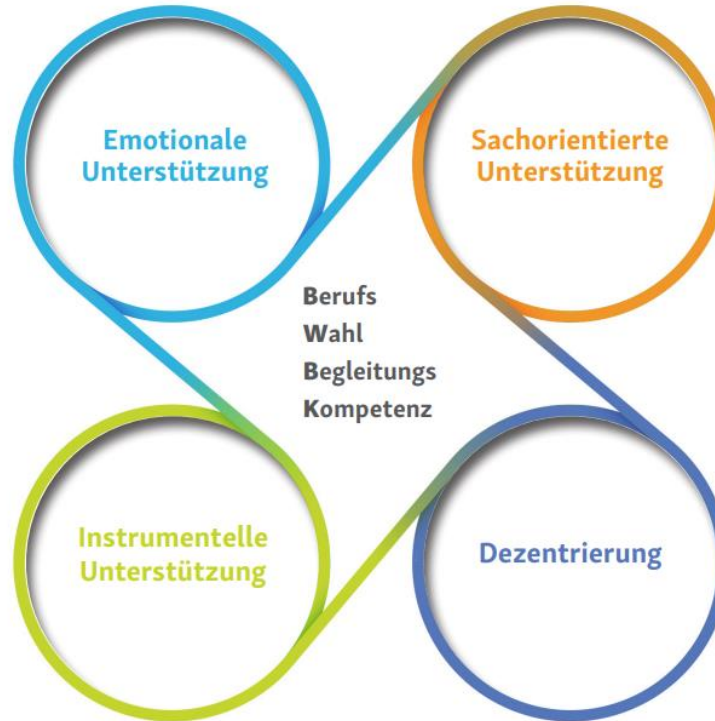 Emotionale
Unterstützung
Sachorientierte
Unterstützung
Berufs
Wahl
Begleitungs
Kompetenz
Instrumentelle
Unterstützung
Dezentrierung